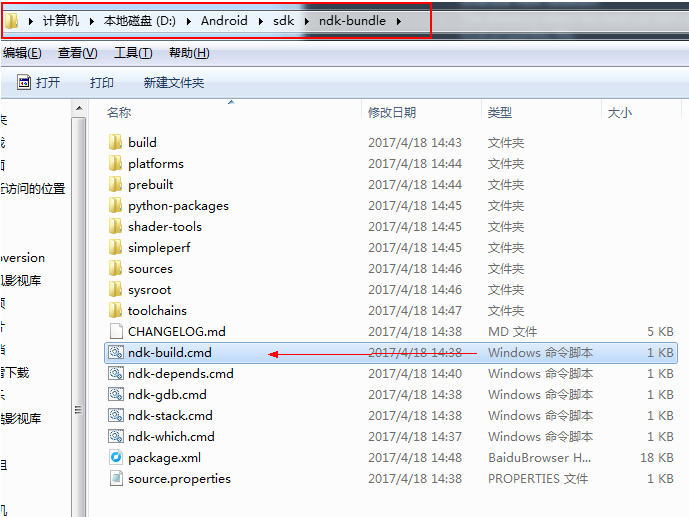 计算机 本地磁盘 (D:) Android sdk ndk-bundle
编辑(E) 查看(V) 工具(T) 帮助(H)
打开 打印 新建文件夹
名称 修改日期 类型 大小
build 2017/4/18 14:43 文件夹
platforms 2017/4/18 14:44 文件夹
prebuilt 2017/4/18 14:44 文件夹
python-packages 2017/4/18 14:45 文件夹
近访问的位置
shader-tools 2017/4/18 14:45 文件夹
simpleperf 2017/4/18 14:45 文件夹
oversion
sources 2017/4/18 14:46 文件夹
机影视库
sysroot 2017/4/18 14:46 文件夹
toolchains 2017/4/18 14:47 文件夹
CHANGELOG.md 2017/4/18 14:38 MD 文件 5 KB
ndk-build.cmd 2017/4/18 14:38 Windows 命令脚本 1 KB
雷下载
ndk-depends.cmd 2017/4/18 14:40 Windows 命令脚本 1 KB
ndk-gdb.cmd 2017/4/18 14:38 Windows 命令脚本 1 KB
ndk-stack.cmd 2017/4/18 14:38 Windows 命令脚本 1 KB
酷影视库
ndk-which.cmd 2017/4/18 14:37 Windows 命令脚本 1 KB
package.xml 2017/4/18 14:48 BaiduBrowser H... 18 KB
组
source.properties 2017/4/18 14:38 PROPERTIES 文件 1 KB
机